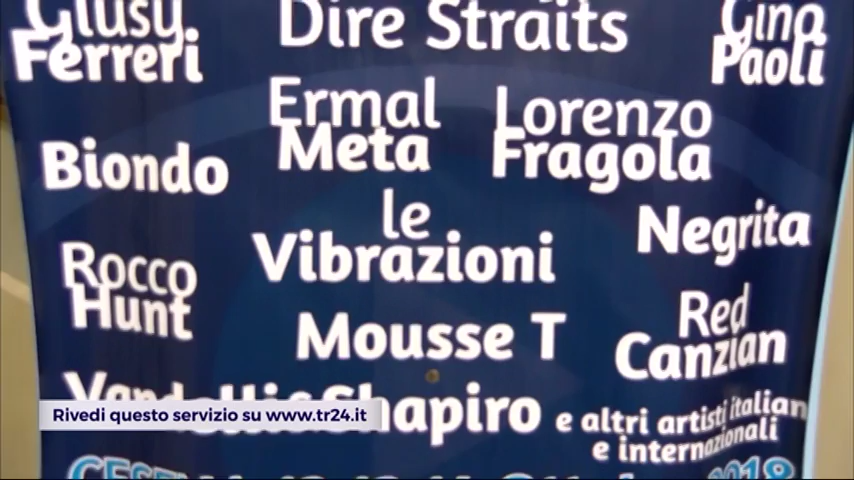 Giusy
Ferreri
Dire Straits
Gino
Paoli
Ermal
Meta
Lorenzo
Fragola
Biondo
le
Vibrazioni
Negrita
Rocco
Hunt
Mousse T
Red
Canzian
Shapiro
e altri artisti italiani
e internazionali
2018
Rivedi questo servizio su www.tr24.it